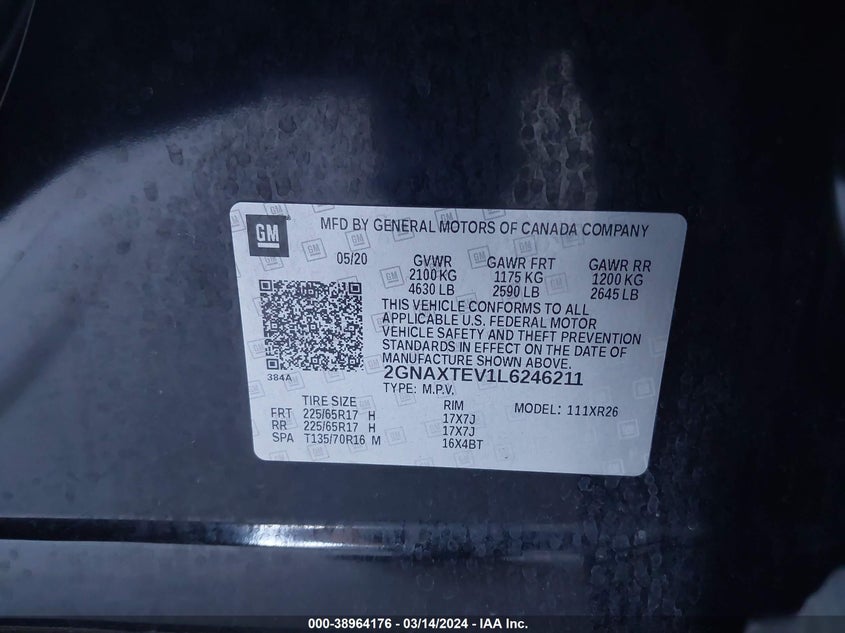 GM
MFD BY GENERAL MOTORS OF CANADA COMPANY
05/20 GVWR GAWR FRT GAWR RR
2100 KG 1175 KG 1200 KG
4630 LB 2590 LB 2645 LB
THIS VEHICLE CONFORMS TO ALL
APPLICABLE U.S. FEDERAL MOTOR
VEHICLE SAFETY AND THEFT PREVENTION
STANDARDS IN EFFECT ON THE DATE OF
MANUFACTURE SHOWN ABOVE.
384A
2GNAXTEV1L6246211
TYPE: M.P.V.
TIRE SIZE RIM MODEL: 111XR26
FRT 225/65R17 H 17X7J
RR 225/65R17 H 17X7J
SPA T135/70R16 M 16X4BT
000-38964176 - 03/14/2024 - IAA Inc.